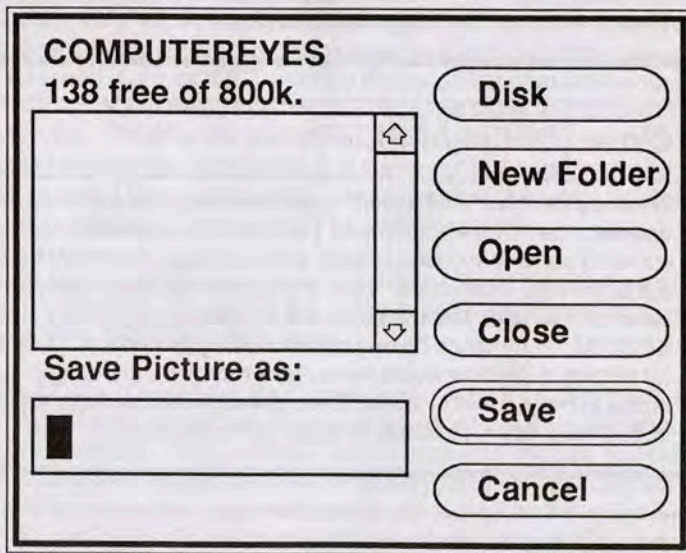 COMPUTEREYES
138 free of 800k.
Disk
New Folder
Open
Close
Save Picture as:
Save
Cancel